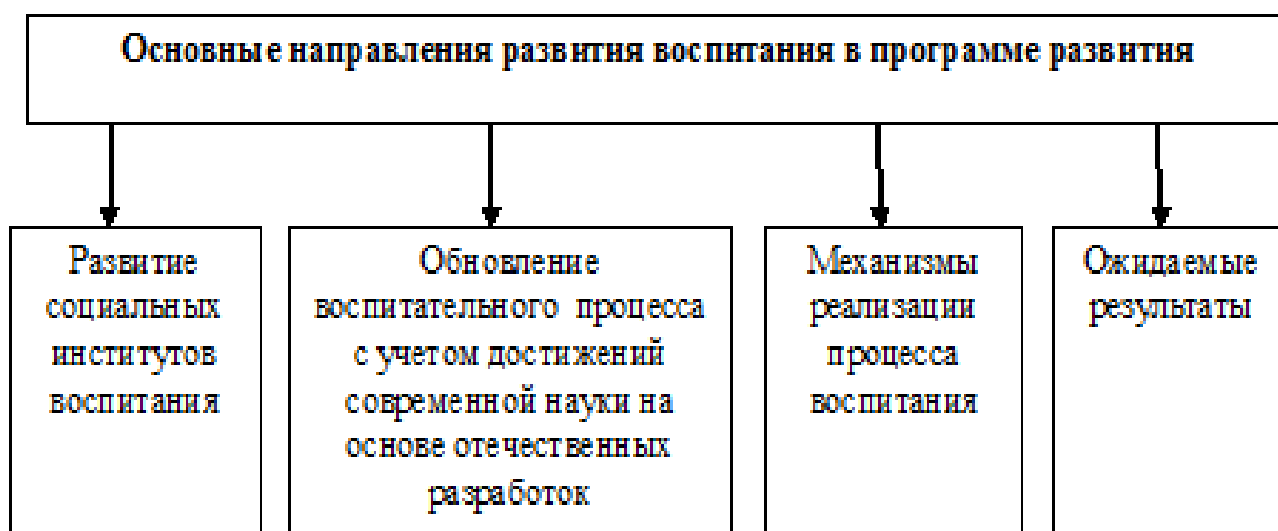 Основные направления развития воспитания в программе развития
Развитие
социальных
институтов
воспитания
Обновление
воспитательного процесса
с учетом достижений
современной науки на
основе отечественных
разработок
Механизмы
реализации
процесса
воспитания
Ожидаемые
результаты